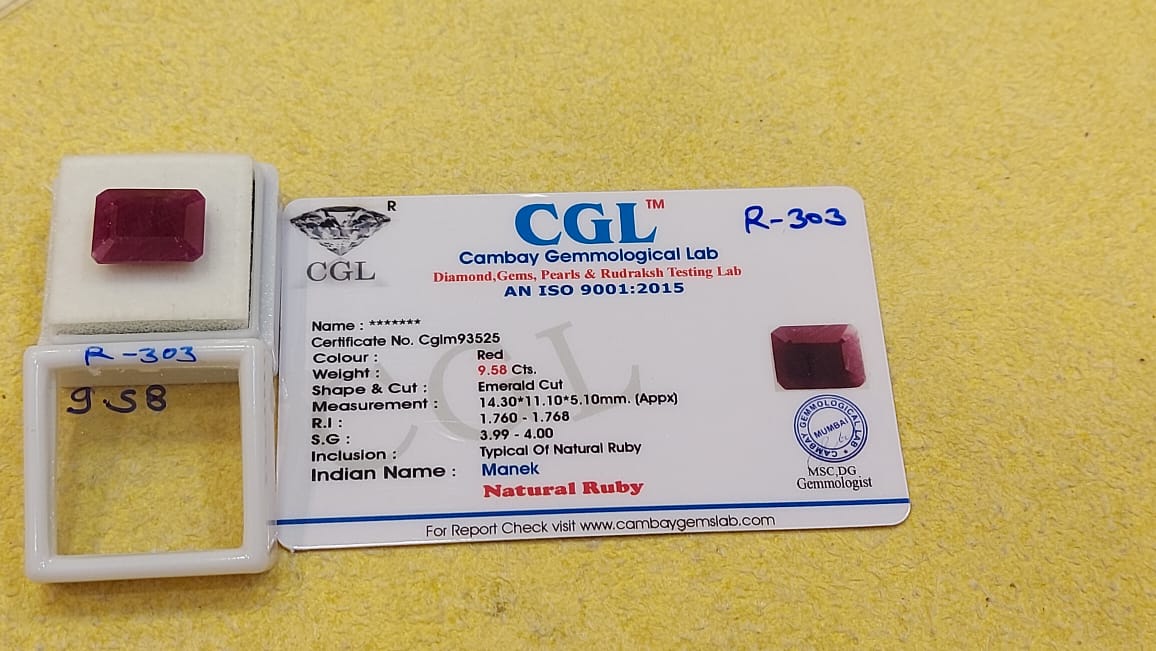 R
CGL
CGL™
Cambay Gemmological Lab
Diamond,Gems, Pearls & Rudraksh Testing Lab
AN ISO 9001:2015
R-303
Name : *******
Certificate No. Cglm93525
Colour : Red
Weight : 9.58 Cts.
Shape & Cut : Emerald Cut
Measurement : 14.30*11.10*5.10mm. (Appx)
R.I : 1.760 - 1.768
S.G : 3.99 - 4.00
Inclusion : Typical Of Natural Ruby
Indian Name : Manek
Natural Ruby
CGL
CAMBAY GEMMOLOGICAL LAB
MUMBAI
MSC,DG
Gemmologist
For Report Check visit www.cambaygemslab.com
R-303
9.58